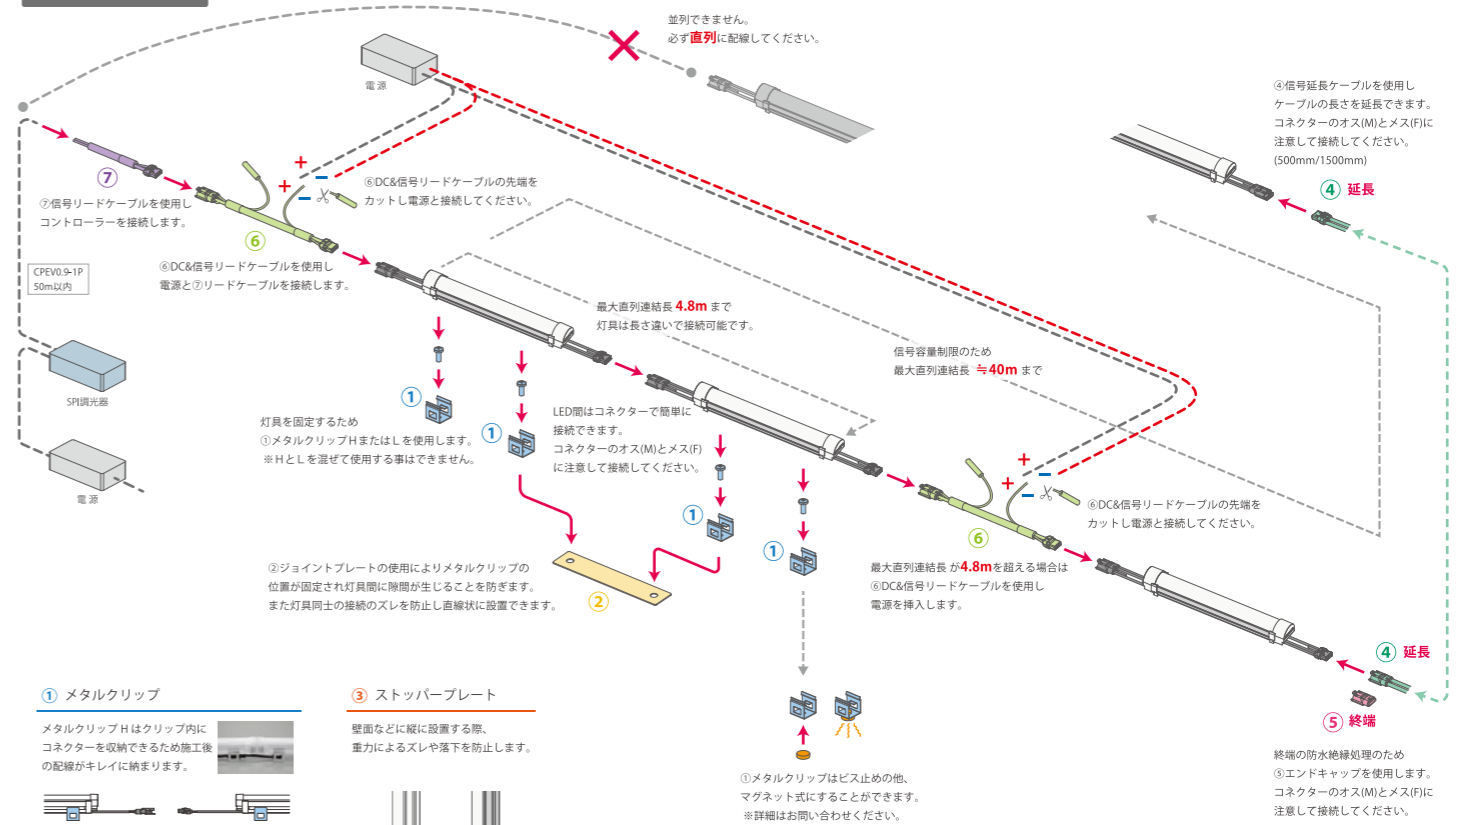 並列できません。
必ず直列に配線してください。
電 源
④信号延長ケーブルを使用し
ケーブルの長さを延長できます。
コネクターのオス(M)とメス(F)に
注意して接続してください。
(500mm/1500mm)
④ 延長
⑦
⑦信号リードケーブルを使用し
コントローラーを接続します。
+
+
⑥DC&信号リードケーブルの先端を
カットし電源と接続してください。
⑥
⑥DC&信号リードケーブルを使用し
電源と⑦リードケーブルを接続します。
CPEV0.9-1P
50m以内
最大直列連結長 4.8m まで
灯具は長さ違いで接続可能です。
信号容量制限のため
最大直列連結長 ≒40m まで
SPI調光器
電 源
①
灯具を固定するため
①メタルクリップHまたはLを使用します。
※HとLを混ぜて使用する事はできません。
①
LED間はコネクターで簡単に
接続できます。
コネクターのオス(M)とメス(F)
に注意して接続してください。
①
①
②ジョイントプレートの使用によりメタルクリップの
位置が固定され灯具間に隙間が生じることを防ぎます。
また灯具同士の接続のズレを防止し直線状に設置できます。
②
+
+
⑥DC&信号リードケーブルの先端を
カットし電源と接続してください。
⑥
最大直列連結長 が4.8mを超える場合は
⑥DC&信号リードケーブルを使用し
電源を挿入します。
④ 延長
⑤ 終端
終端の防水絶縁処理のため
⑤エンドキャップを使用します。
コネクターのオス(M)とメス(F)に
注意して接続してください。
① メタルクリップ
メタルクリップHはクリップ内に
コネクターを収納できるため施工後
の配線がキレイに納まります。
③ ストッパープレート
壁面などに縦に設置する際、
重力によるズレや落下を防止します。
①メタルクリップはビス止めの他、
マグネット式にすることができます。
※詳細はお問い合わせください。